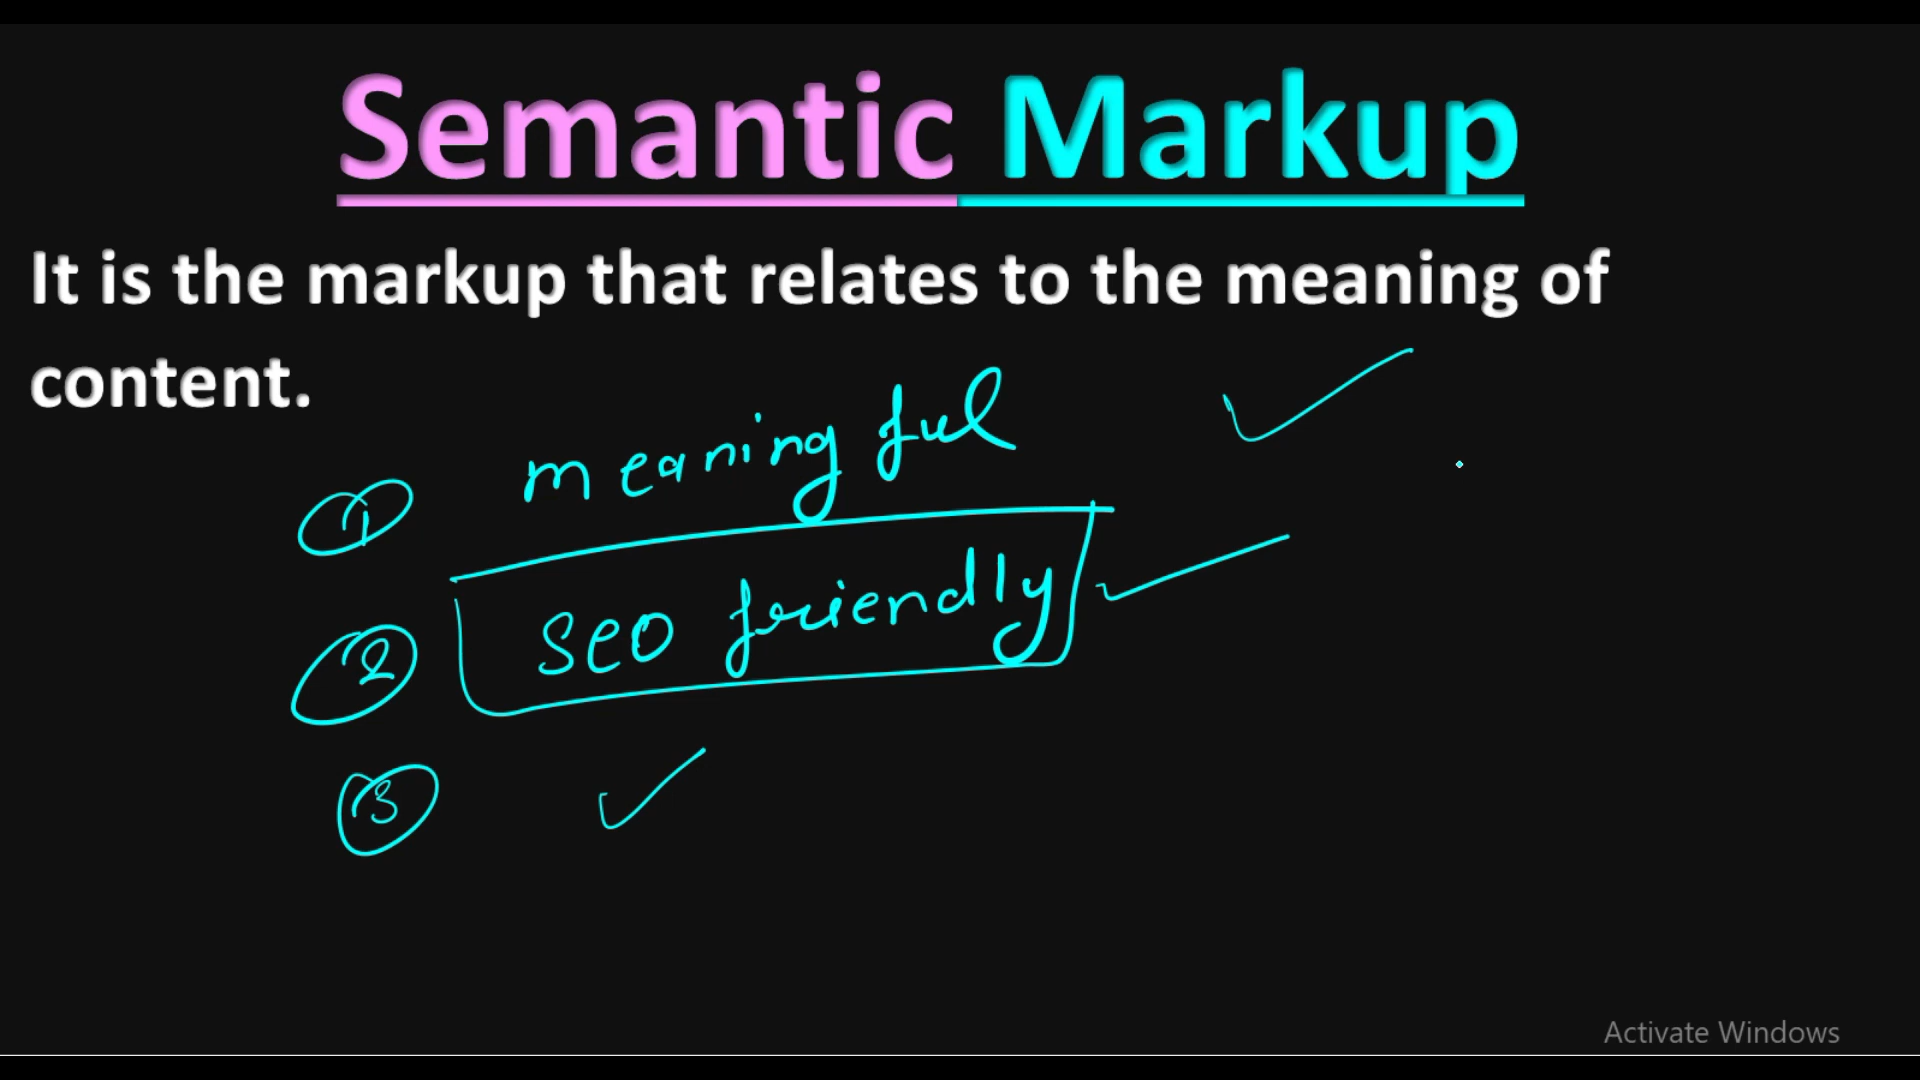 Semantic Markup
It is the markup that relates to the meaning of
content.
1 meaningful
2 SEO friendly
3
Activate Windows